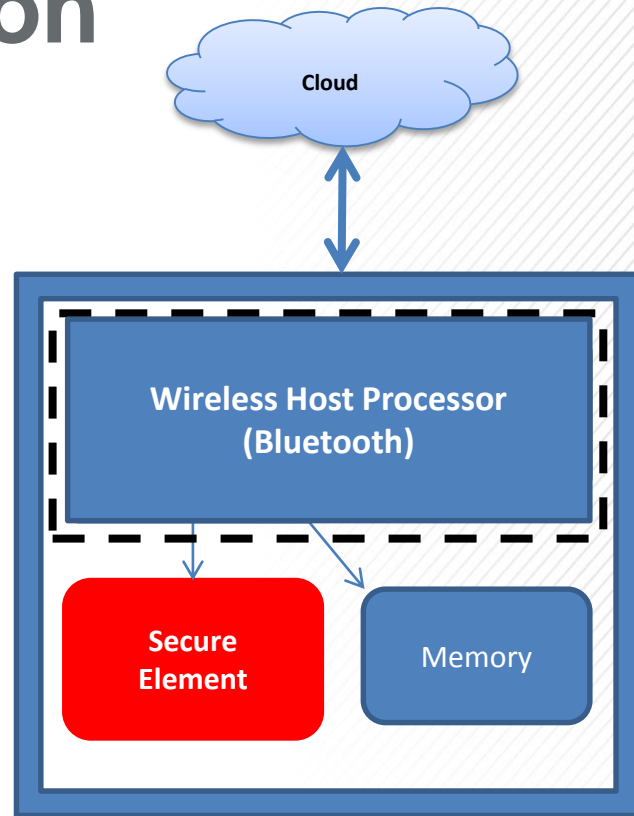 on
Cloud
Wireless Host Processor
(Bluetooth)
Secure
Element
Memory